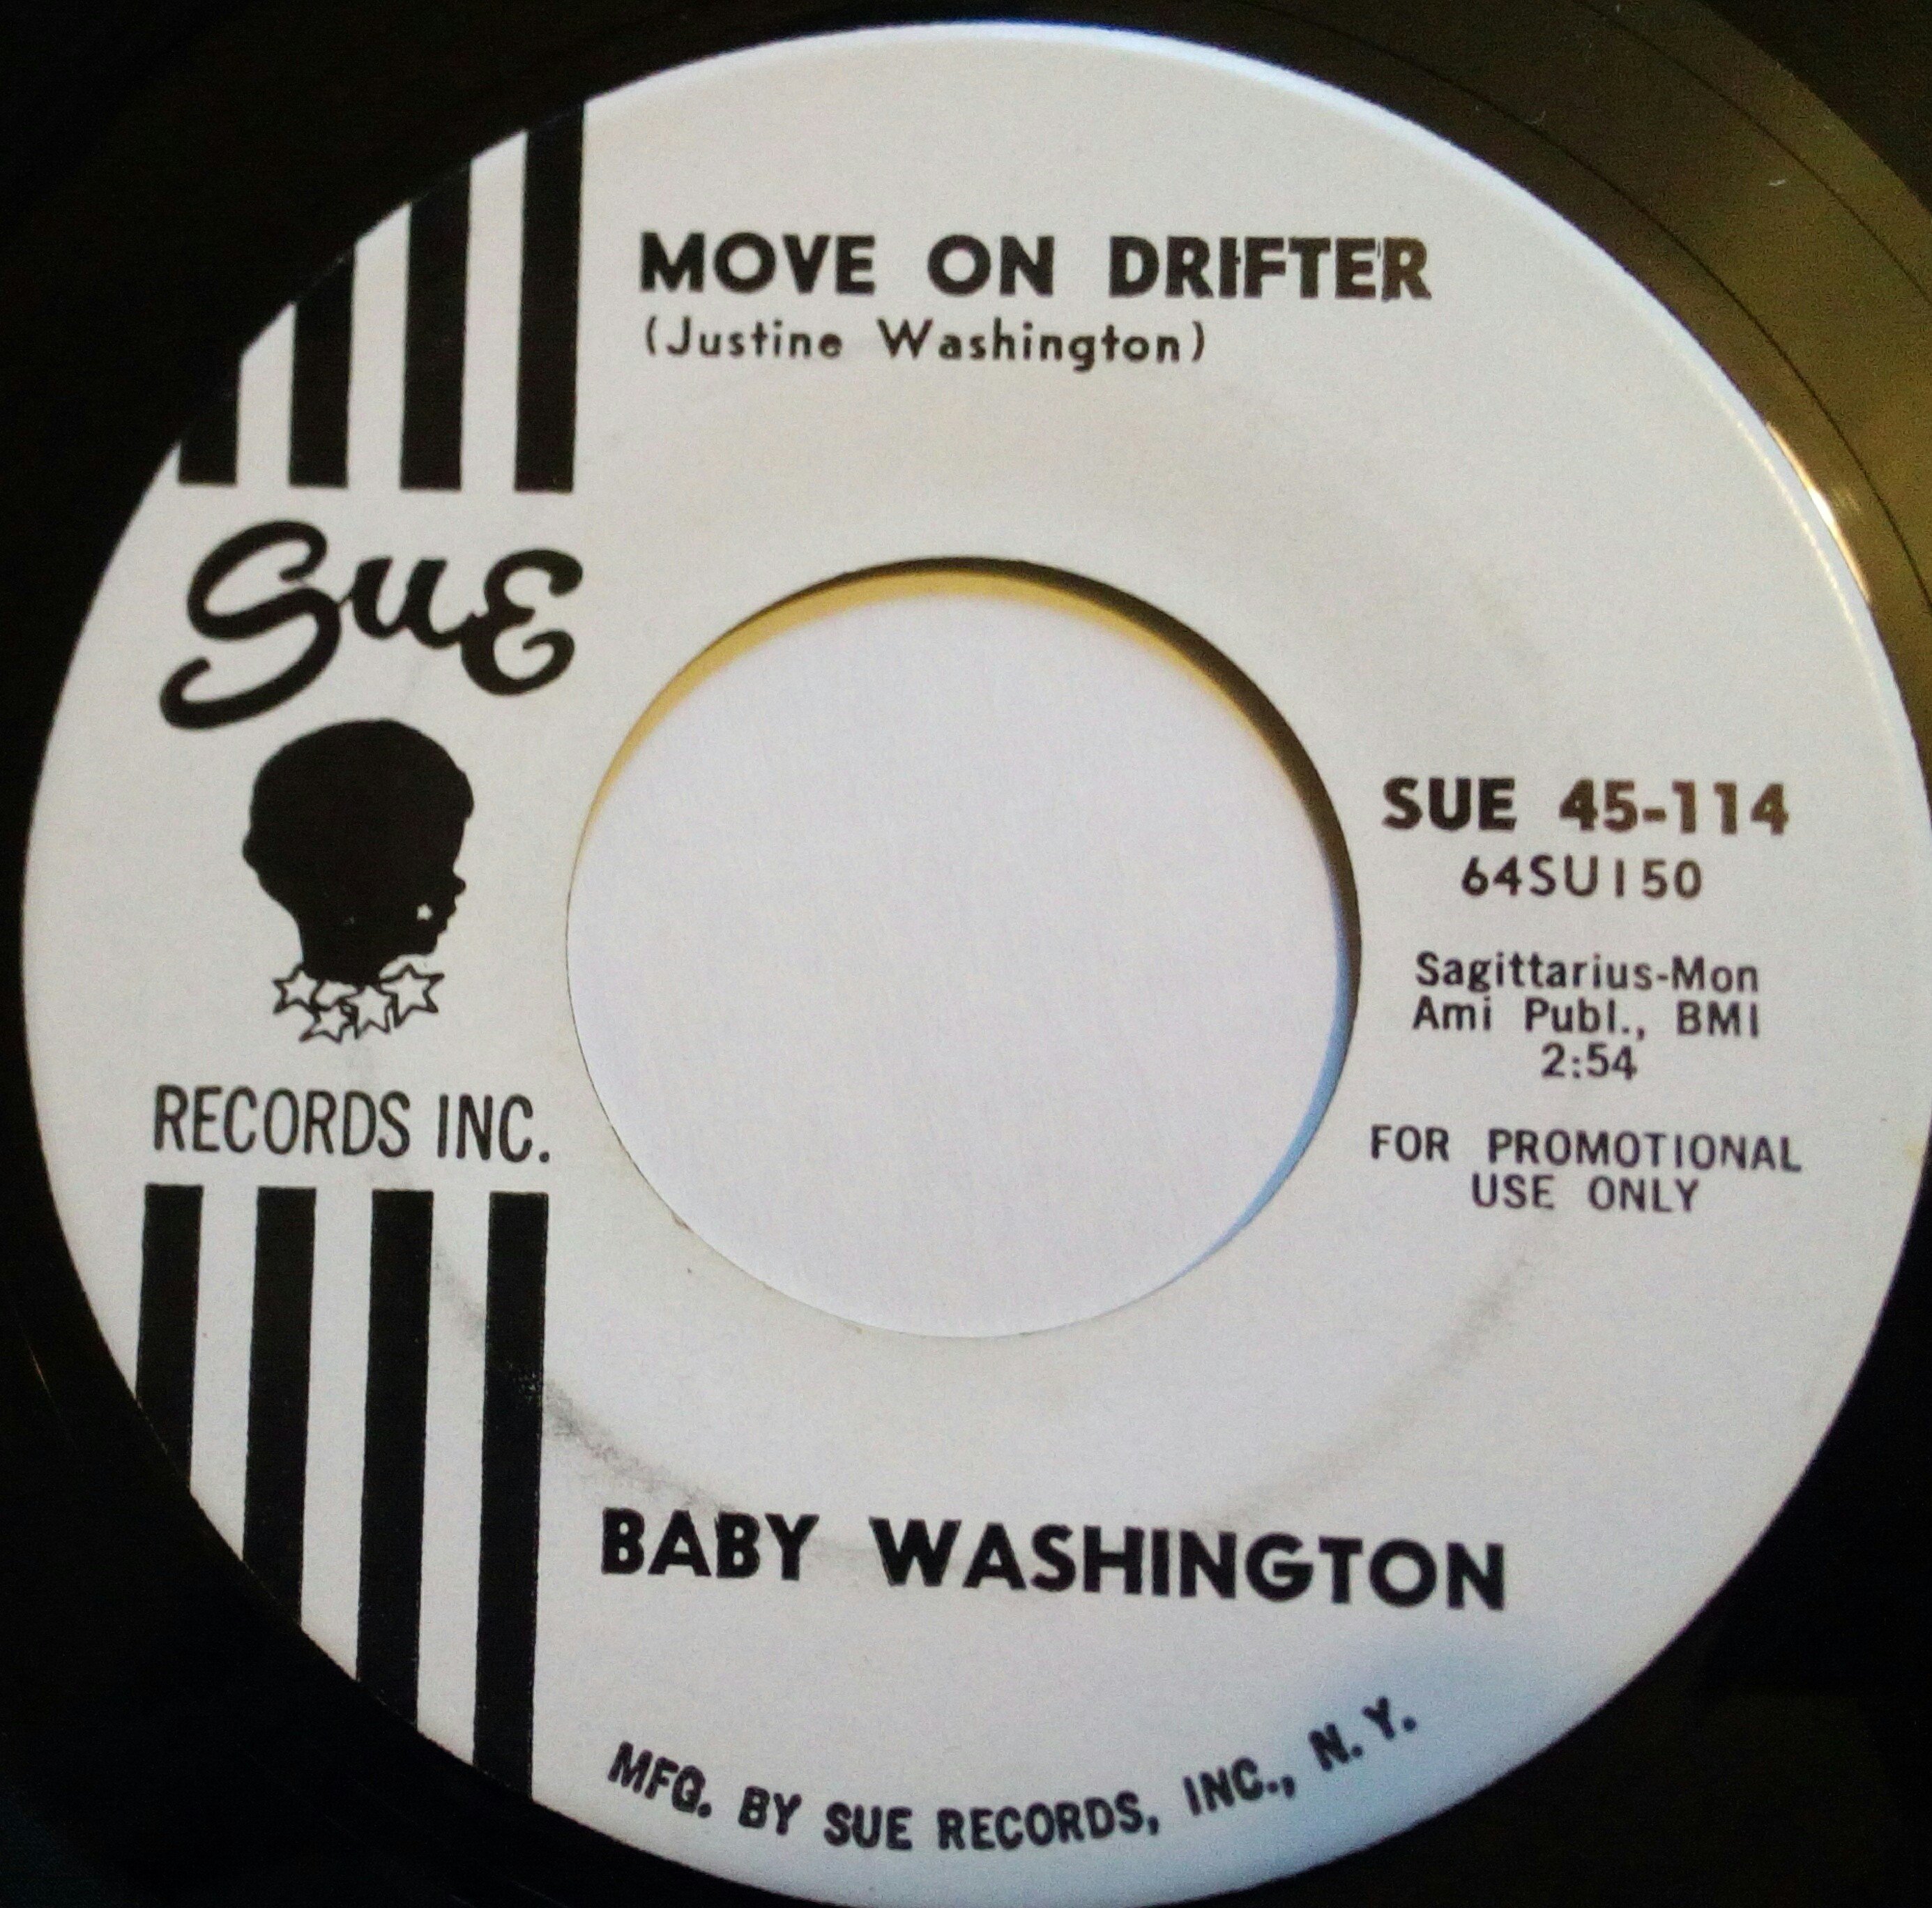 MOVE ON DRIFTER
(Justine Washington)
Sue
RECORDS INC.
SUE 45-114
64SU150
Sagittarius-Mon
Ami Publ., BMI
2:54
FOR PROMOTIONAL
USE ONLY
BABY WASHINGTON
MFG. BY SUE RECORDS, INC., N. Y.